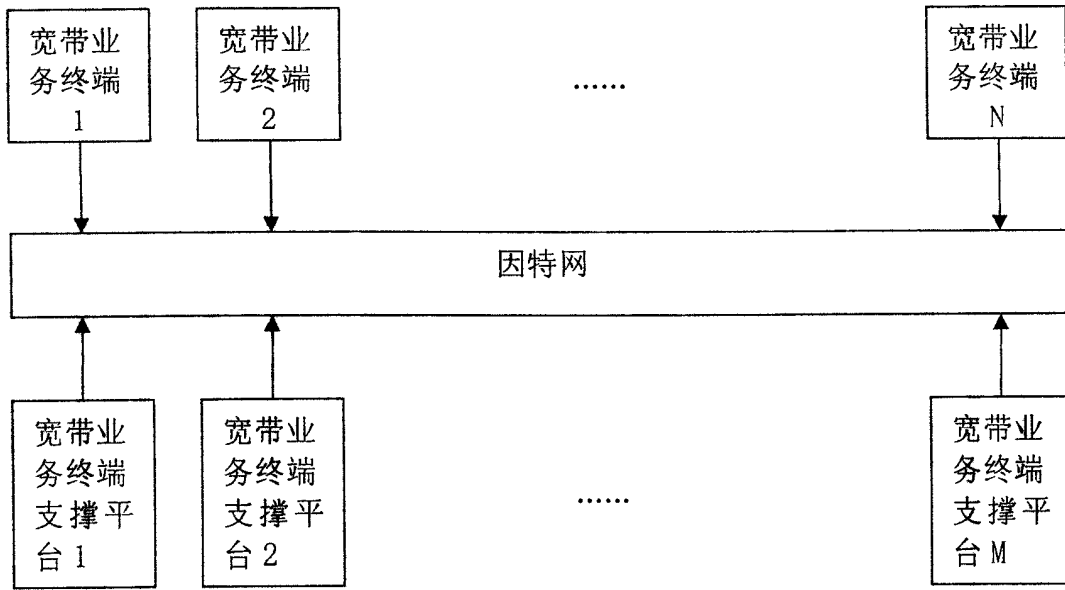 宽带业
务终端
1
宽带业
务终端
2
......
宽带业
务终端
N
因特网
宽带业
务终端
支撑平
台1
宽带业
务终端
支撑平
台2
......
宽带业
务终端
支撑平
台M